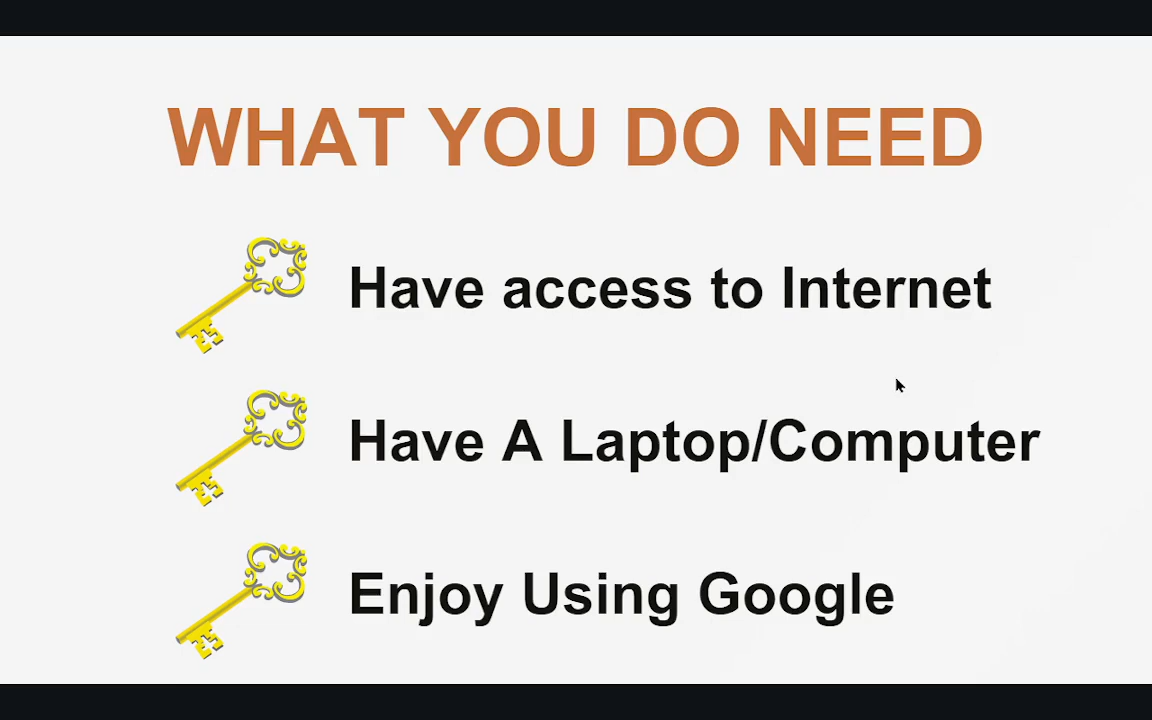 WHAT YOU DO NEED
Have access to Internet
Have A Laptop/Computer
Enjoy Using Google